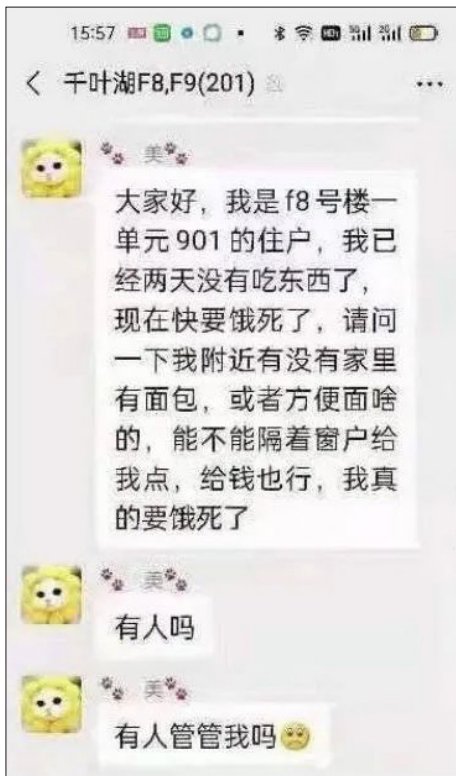 15:57
千叶湖F8,F9(201)
美
大家好，我是f8号楼一
单元901的住户，我已
经两天没有吃东西了，
现在快要饿死了，请问
一下我附近有没有家里
有面包，或者方便面啥
的，能不能隔着窗户给
我点，给钱也行，我真
的要饿死了
美
有人吗
美
有人管管我吗